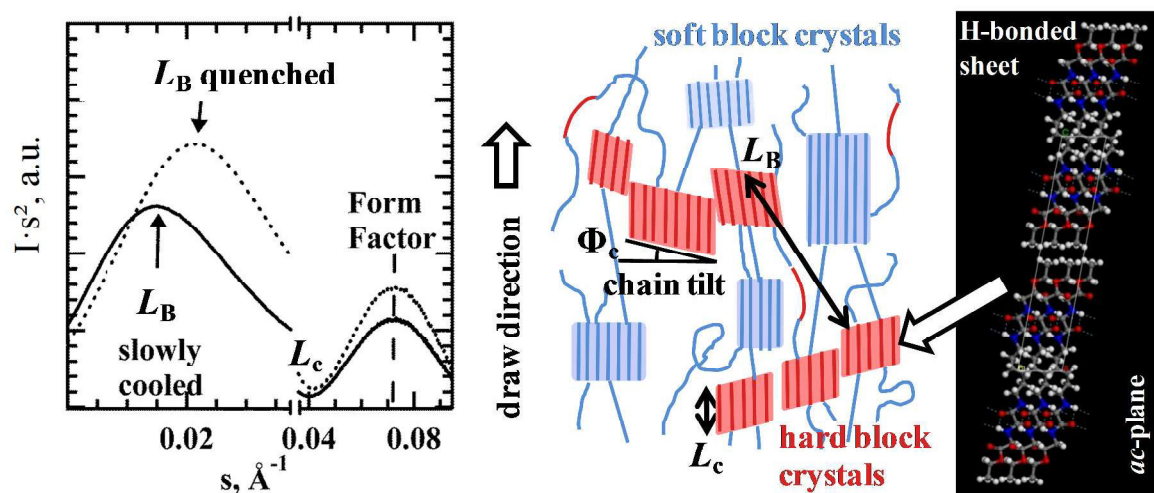 I·s², a.u.
L_B quenched
L_B
slowly
cooled
Form
Factor
L_c
0.02
0.04
0.08
s, Å⁻¹
draw direction
soft block crystals
L_B
Φ_c
chain tilt
L_c
hard block
crystals
H-bonded
sheet
ac-plane